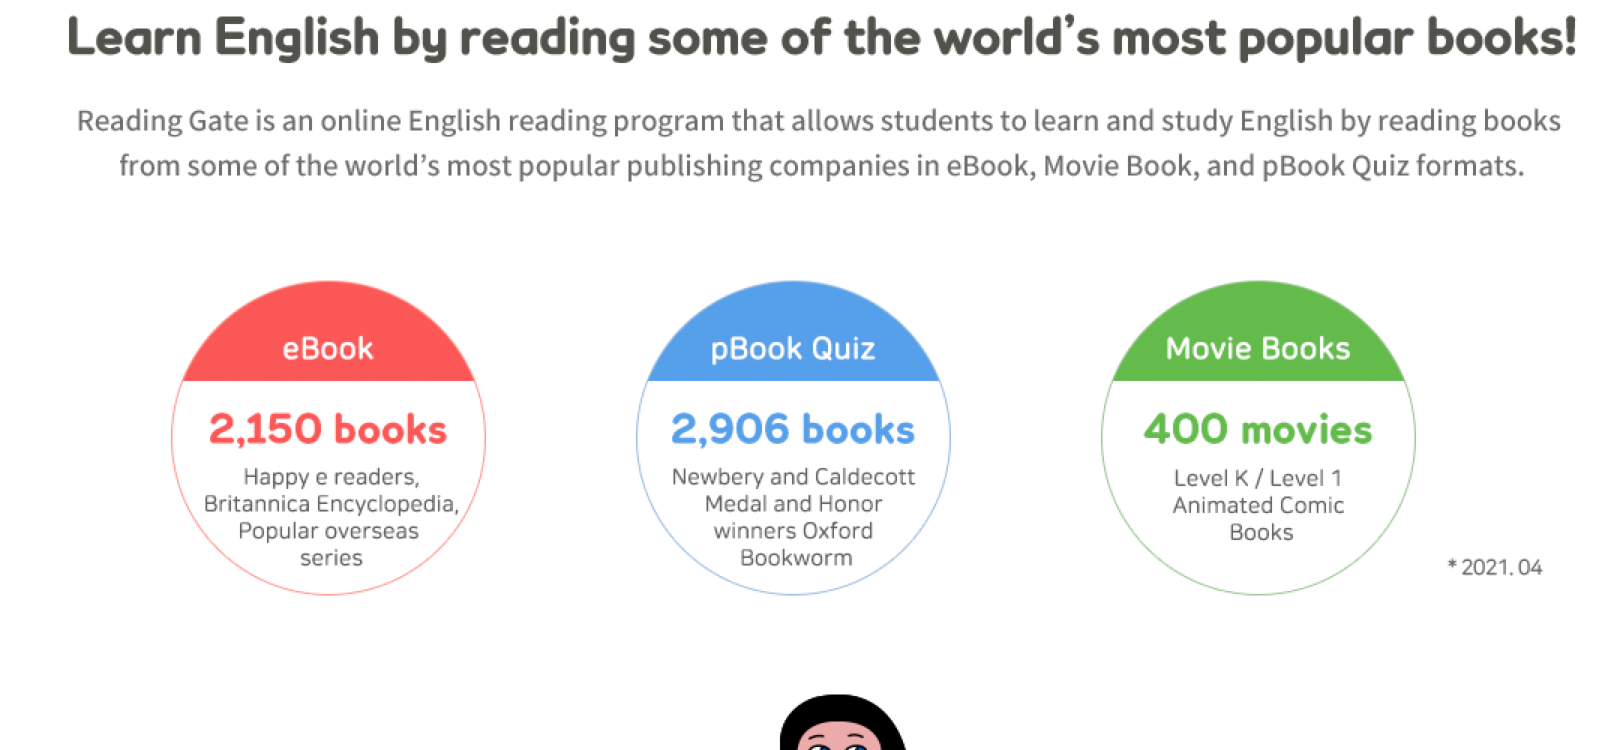 Learn English by reading some of the world’s most popular books!
Reading Gate is an online English reading program that allows students to learn and study English by reading books
from some of the world’s most popular publishing companies in eBook, Movie Book, and pBook Quiz formats.
eBook
2,150 books
Happy e readers,
Britannica Encyclopedia,
Popular overseas
series
pBook Quiz
2,906 books
Newbery and Caldecott
Medal and Honor
winners Oxford
Bookworm
Movie Books
400 movies
Level K / Level 1
Animated Comic
Books
* 2021. 04